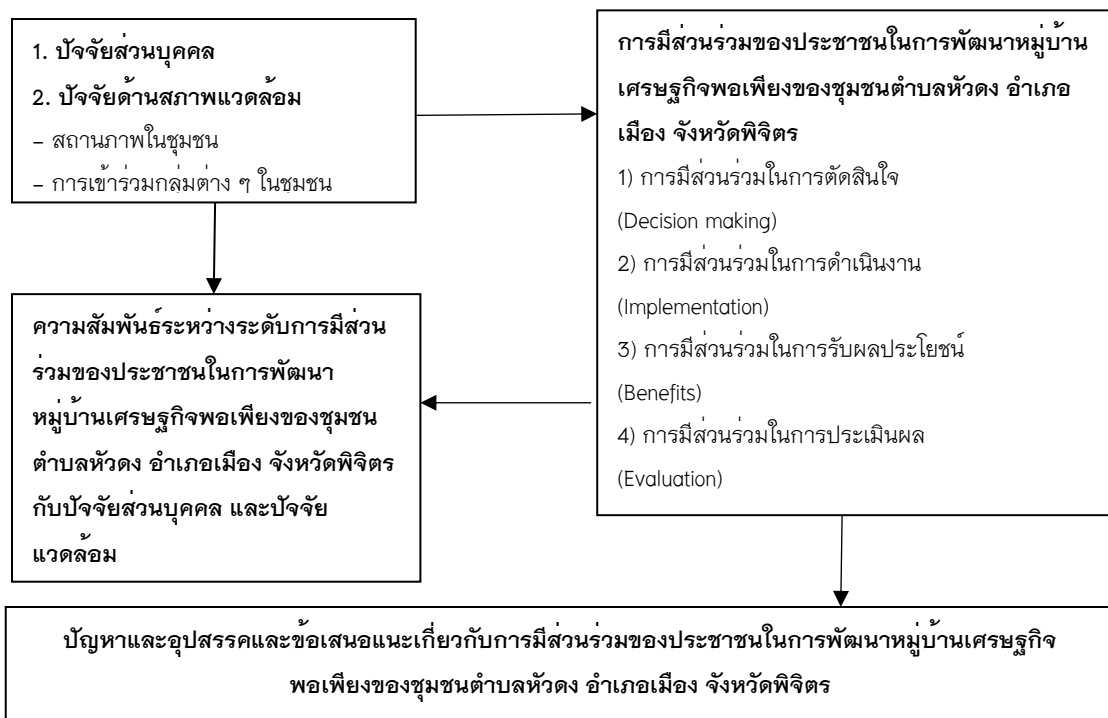 1. ปัจจัยส่วนบุคคล
2. ปัจจัยด้านสภาพแวดล้อม
– สถานภาพในชุมชน
– การเข้าร่วมกลุ่มต่าง ๆ ในชุมชน
การมีส่วนร่วมของประชาชนในการพัฒนาหมู่บ้าน
เศรษฐกิจพอเพียงของชุมชนตำบลหัวดง อำเภอ
เมือง จังหวัดพิจิตร
1) การมีส่วนร่วมในการตัดสินใจ
(Decision making)
2) การมีส่วนร่วมในการดำเนินงาน
(Implementation)
3) การมีส่วนร่วมในการรับผลประโยชน์
(Benefits)
4) การมีส่วนร่วมในการประเมินผล
(Evaluation)
ความสัมพันธ์ระหว่างระดับการมีส่วน
ร่วมของประชาชนในการพัฒนา
หมู่บ้านเศรษฐกิจพอเพียงของชุมชน
ตำบลหัวดง อำเภอเมือง จังหวัดพิจิตร
กับปัจจัยส่วนบุคคล และปัจจัย
แวดล้อม
ปัญหาและอุปสรรคและข้อเสนอแนะเกี่ยวกับการมีส่วนร่วมของประชาชนในการพัฒนาหมู่บ้านเศรษฐกิจ
พอเพียงของชุมชนตำบลหัวดง อำเภอเมือง จังหวัดพิจิตร